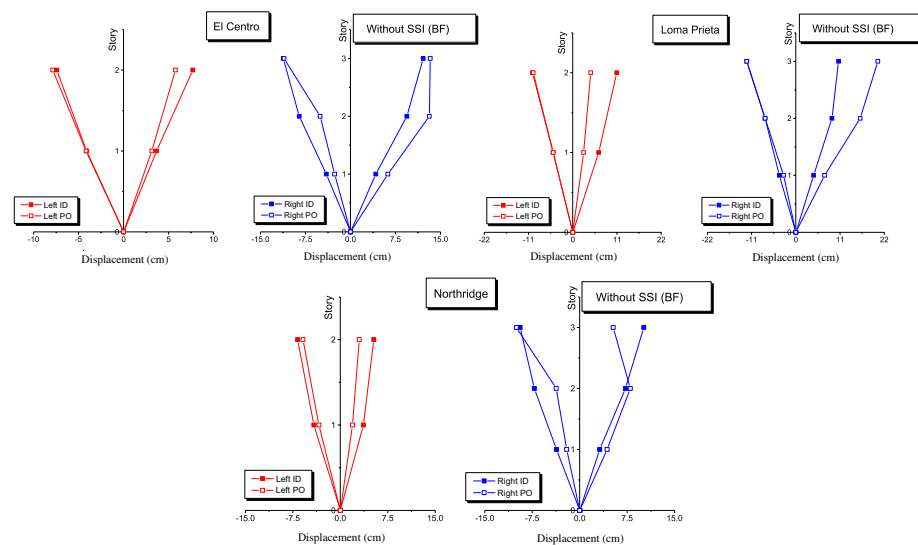 El Centro
Without SSI (BF)
Story
2
1
0
Left ID
Left PO
-10
-5
0
5
10
Displacement (cm)
Story
3
2
1
0
Right ID
Right PO
-15.0
-7.5
0.0
7.5
15.0
Displacement (cm)
Loma Prieta
Without SSI (BF)
Story
2
1
0
Left ID
Left PO
-22
-11
0
11
22
Displacement (cm)
Story
3
2
1
0
Right ID
Right PO
-22
-11
0
11
22
Displacement (cm)
Northridge
Without SSI (BF)
Story
2
1
0
Left ID
Left PO
-15.0
-7.5
0.0
7.5
15.0
Displacement (cm)
Story
3
2
1
0
Right ID
Right PO
-15.0
-7.5
0.0
7.5
15.0
Displacement (cm)